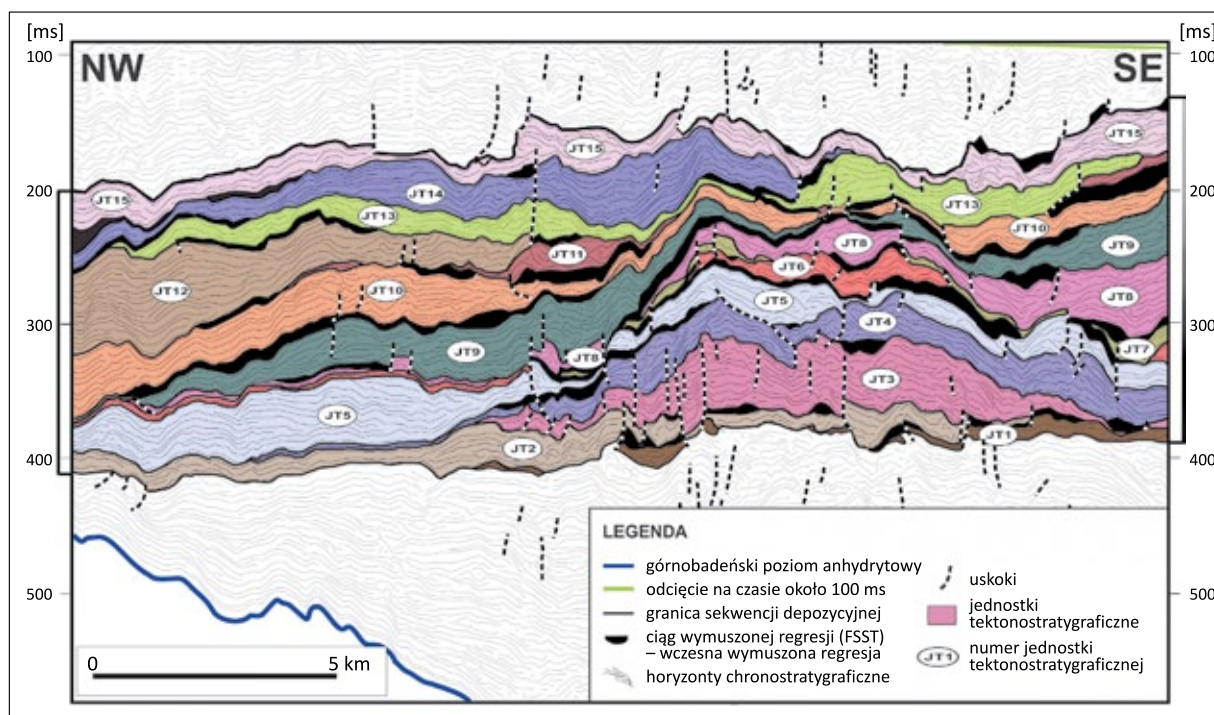 [ms]
[ms]
100
100
NW
SE
JT15
JT15
JT15
200
200
JT14
JT13
JT13
JT10
JT11
JT8
JT9
JT6
JT12
JT10
JT5
JT8
300
300
JT4
JT9
JT8
JT7
JT3
JT5
JT2
JT1
400
400
500
500
LEGENDA
górnobadeński poziom anhydrytowy
odcięcie na czasie około 100 ms
granica sekwencji depozycyjnej
ciąg wymuszonej regresji (FSST)
– wczesna wymuszona regresja
horyzonty chronostratygraficzne
uskoki
jednostki
tektonostratygraficzne
JT1
numer jednostki
tektonostratygraficznej
0
5 km